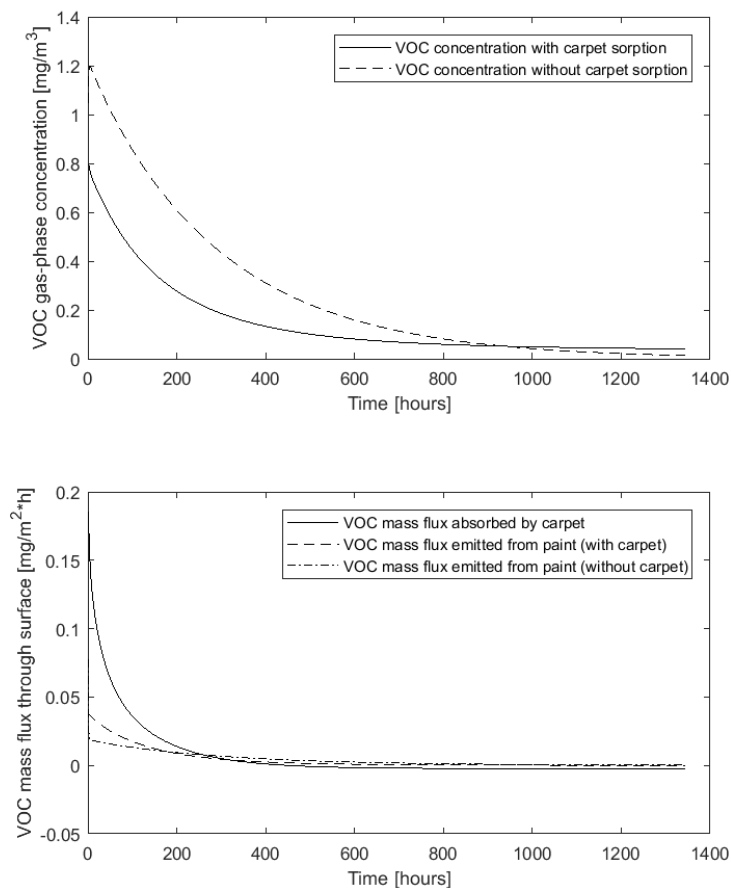 1.4
1.2
1
0.8
0.6
0.4
0.2
0
VOC gas-phase concentration [mg/m³]
VOC concentration with carpet sorption
VOC concentration without carpet sorption
0 200 400 600 800 1000 1200 1400
Time [hours]
0.2
0.15
0.1
0.05
0
-0.05
VOC mass flux through surface [mg/m²*h]
VOC mass flux absorbed by carpet
VOC mass flux emitted from paint (with carpet)
VOC mass flux emitted from paint (without carpet)
0 200 400 600 800 1000 1200 1400
Time [hours]